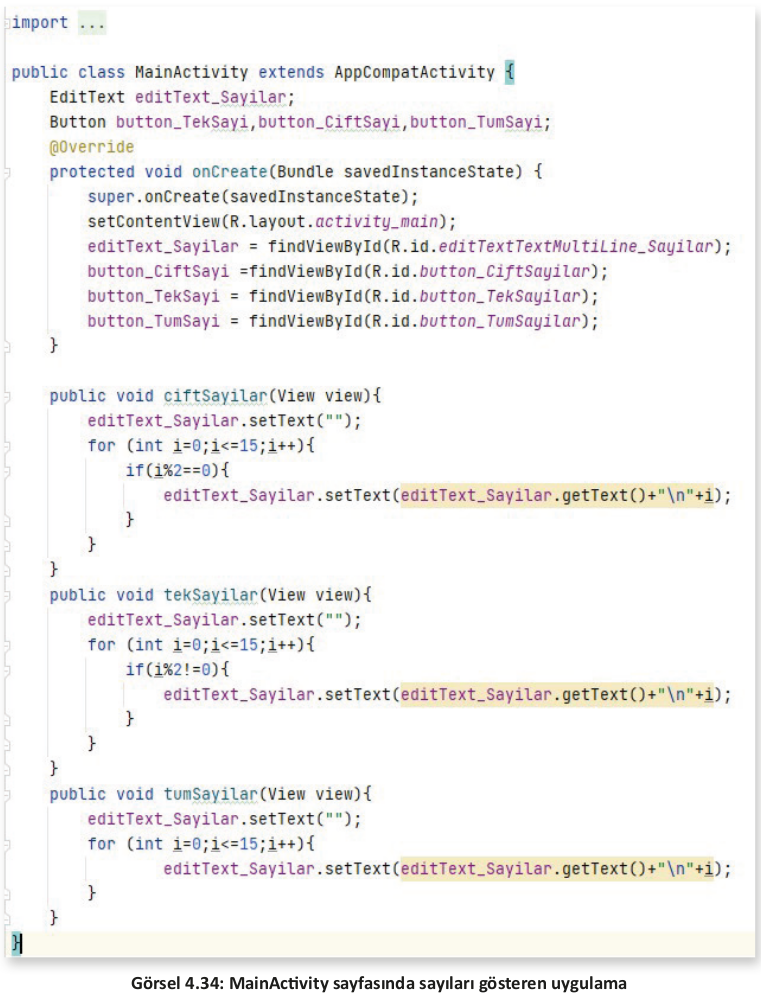 import ...
public class MainActivity extends AppCompatActivity {
    EditText editText_Sayilar;
    Button button_TekSayi,button_CiftSayi,button_TumSayi;
    @Override
    protected void onCreate(Bundle savedInstanceState) {
        super.onCreate(savedInstanceState);
        setContentView(R.layout.activity_main);
        editText_Sayilar = findViewById(R.id.editTextTextMultiLine_Sayilar);
        button_CiftSayi =findViewById(R.id.button_CiftSayilar);
        button_TekSayi = findViewById(R.id.button_TekSayilar);
        button_TumSayi = findViewById(R.id.button_TumSayilar);
    }
    public void ciftSayilar(View view){
        editText_Sayilar.setText("");
        for (int i=0;i<=15;i++){
            if(i%2==0){
                editText_Sayilar.setText(editText_Sayilar.getText()+"\n"+i);
            }
        }
    }
    public void tekSayilar(View view){
        editText_Sayilar.setText("");
        for (int i=0;i<=15;i++){
            if(i%2!=0){
                editText_Sayilar.setText(editText_Sayilar.getText()+"\n"+i);
            }
        }
    }
    public void tumSayilar(View view){
        editText_Sayilar.setText("");
        for (int i=0;i<=15;i++){
                editText_Sayilar.setText(editText_Sayilar.getText()+"\n"+i);
        }
    }
}
Görsel 4.34: MainActivity sayfasında sayıları gösteren uygulama